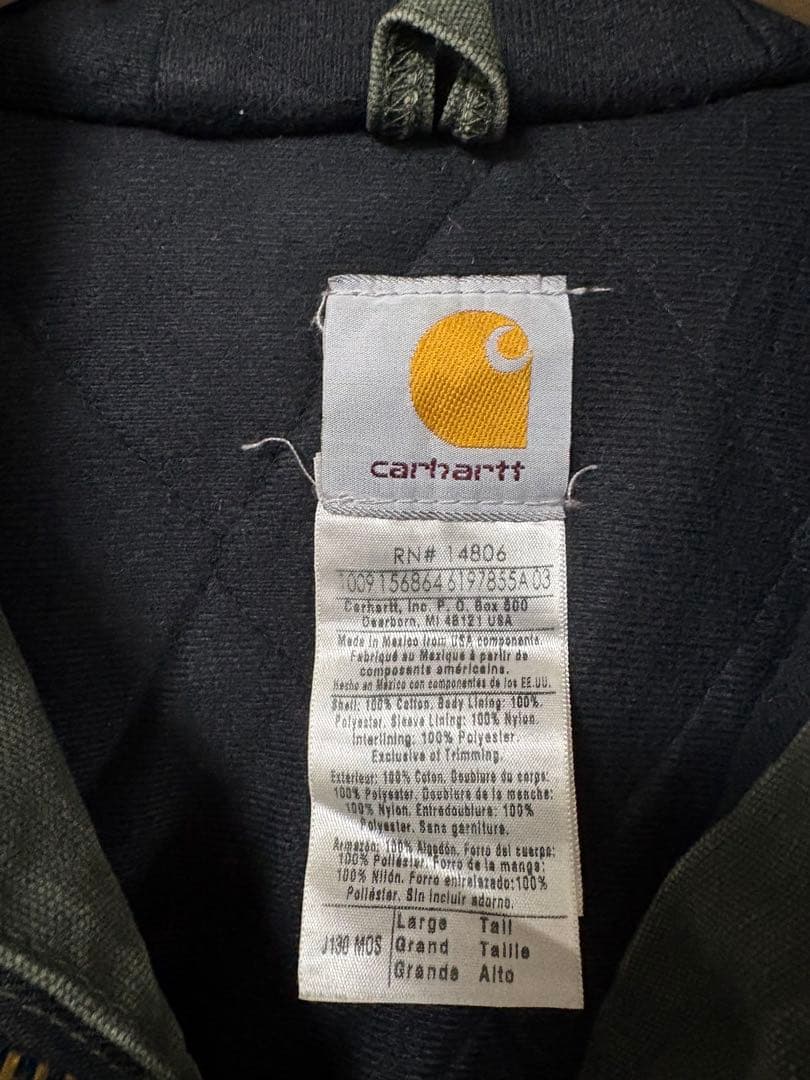 carhartt
RN# 14806
1009156864 6197855A 03
Carhartt, Inc. P. O. Box 600
Dearborn, MI 48121 USA
Made in Mexico from USA components.
Fabriqué au Mexique à partir de
composants américains.
Hecho en México con componentes de los EE.UU.
Shell: 100% Cotton. Body Lining: 100%.
Polyester. Sleeve Lining: 100% Nylon.
Interlining: 100% Polyester.
Exclusive of Trimming.
Extérieur: 100% Coton. Doublure du corps:
100% Polyester. Doublure de la manche:
100% Nylon. Entredoublure: 100%
Polyester. Sans garniture.
Armazón: 100% Algodón. Forro del cuerpo:
100% Poliéster. Forro de la manga:
100% Nilón. Forro entrelazado:100%
Poliéster. Sin incluir adorno.
J130 MOS
Large Tall
Grand Taille
Grande Alto